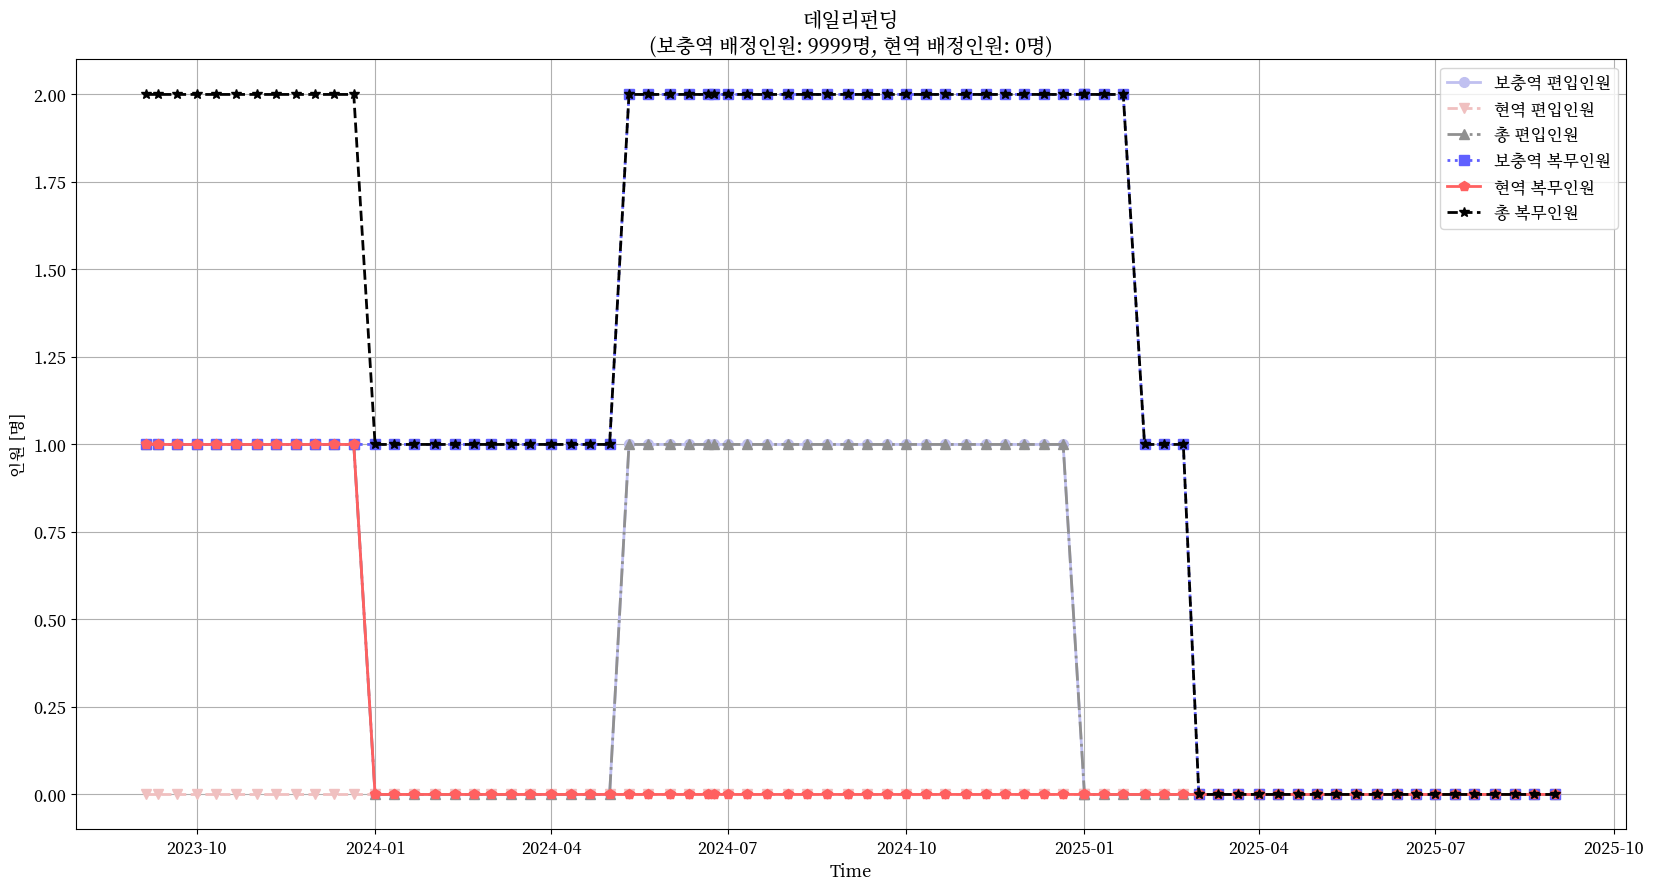 데일리펀딩
(보충역 배정인원: 9999명, 현역 배정인원: 0명)
보충역 편입인원
현역 편입인원
총 편입인원
보충역 복무인원
현역 복무인원
총 복무인원
인원 [명]
2.00
1.75
1.50
1.25
1.00
0.75
0.50
0.25
0.00
2023-10
2024-01
2024-04
2024-07
2024-10
2025-01
2025-04
2025-07
2025-10
Time